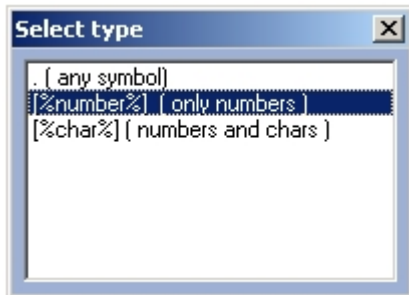 Select type
. ( any symbol)
[%number%]  ( only numbers )
[%char%] ( numbers and chars )